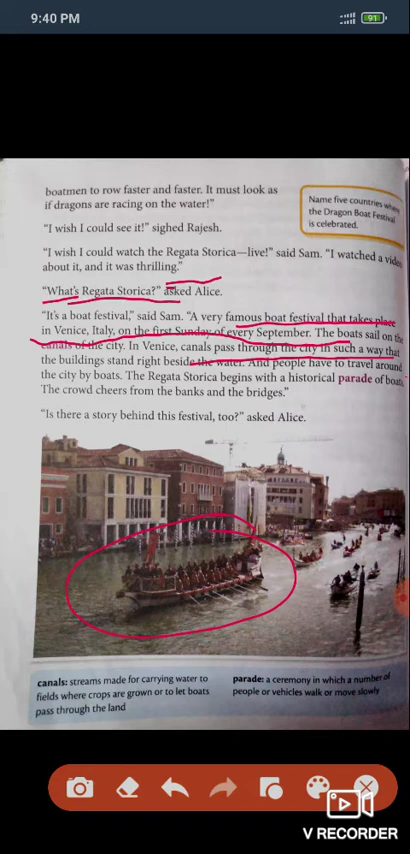 9:40 PM
91
boatmen to row faster and faster. It must look as
if dragons are racing on the water!"
Name five countries where
the Dragon Boat Festival
is celebrated.
"I wish I could see it!" sighed Rajesh.
"I wish I could watch the Regata Storica—live!" said Sam. "I watched a video
about it, and it was thrilling."
"What's Regata Storica?" asked Alice.
"It's a boat festival," said Sam. "A very famous boat festival that takes place
in Venice, Italy, on the first Sunday of every September. The boats sail on the
canals of the city. In Venice, canals pass through the city in such a way that
the buildings stand right beside the water. And people have to travel around
the city by boats. The Regata Storica begins with a historical parade of boats.
The crowd cheers from the banks and the bridges."
"Is there a story behind this festival, too?" asked Alice.
canals: streams made for carrying water to
fields where crops are grown or to let boats
pass through the land
parade: a ceremony in which a number of
people or vehicles walk or move slowly
V RECORDER